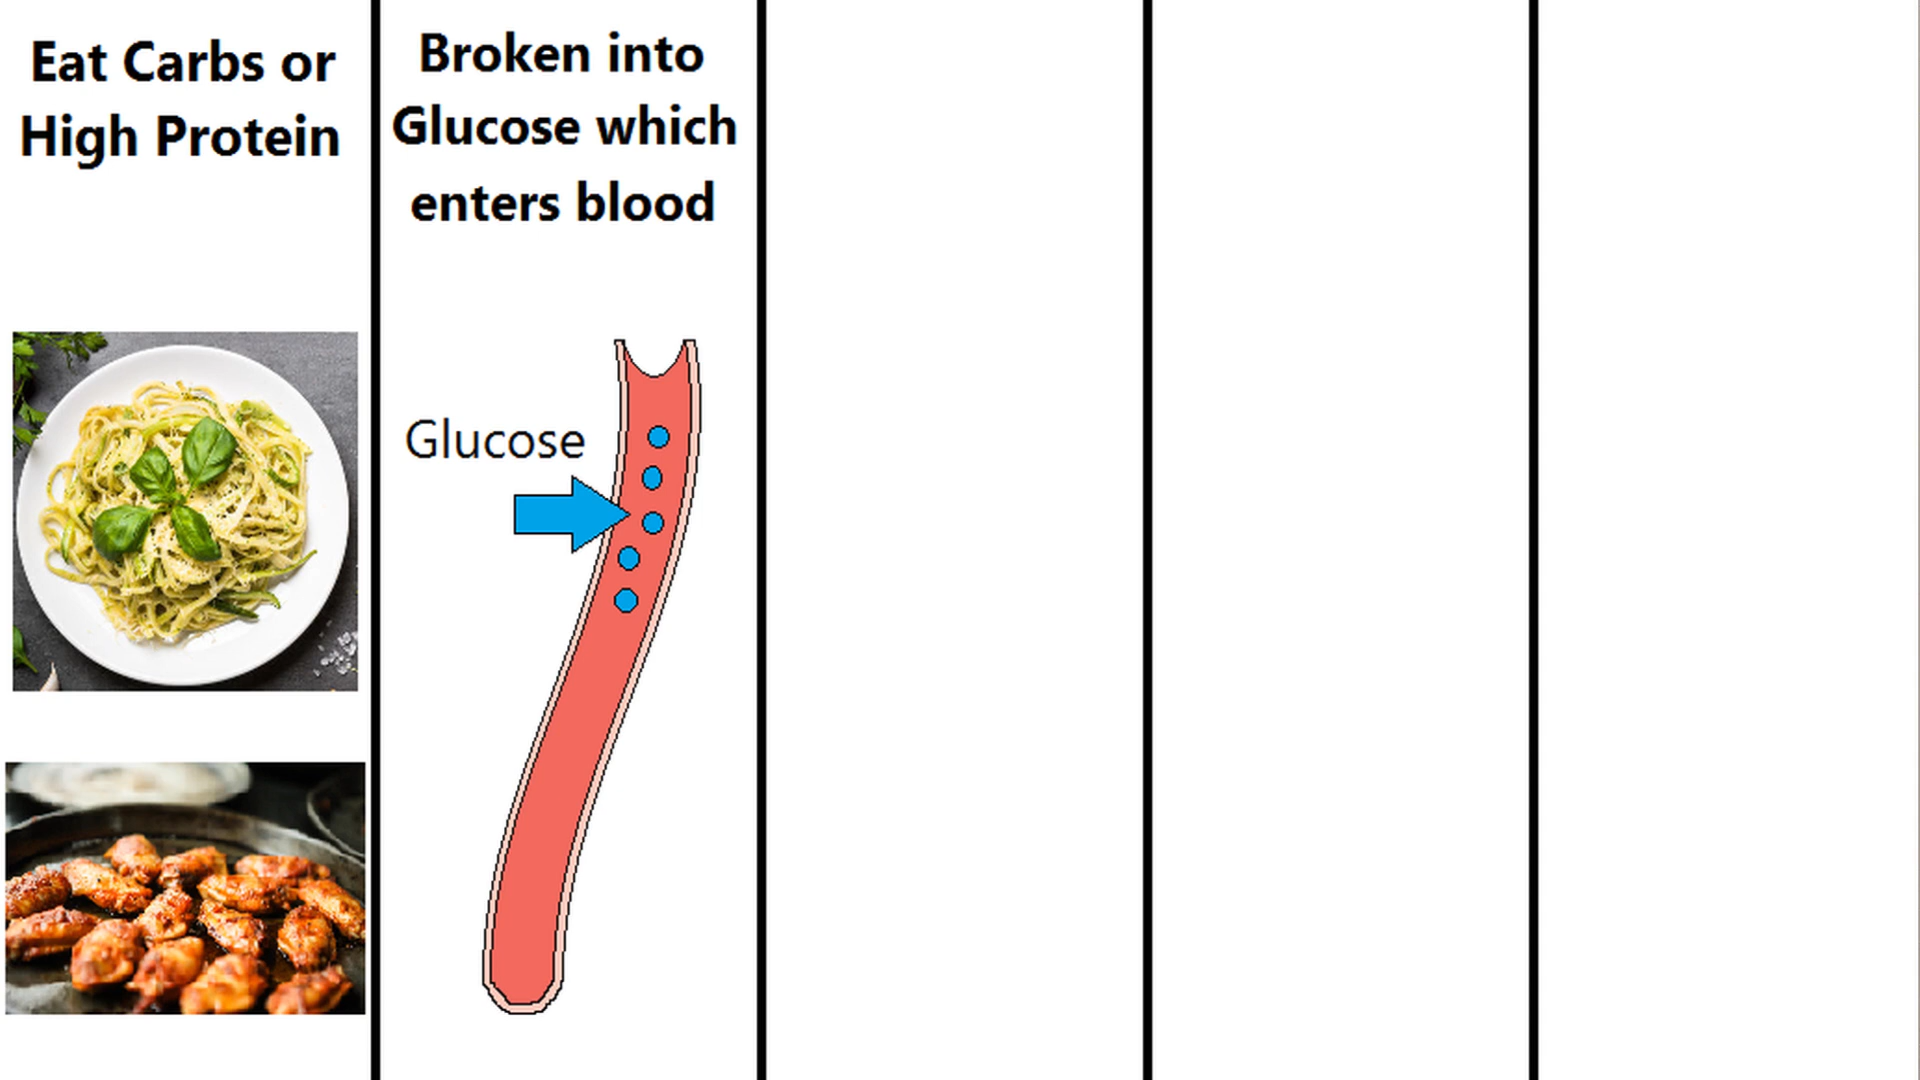 Eat Carbs or
High Protein
Broken into
Glucose which
enters blood
Glucose